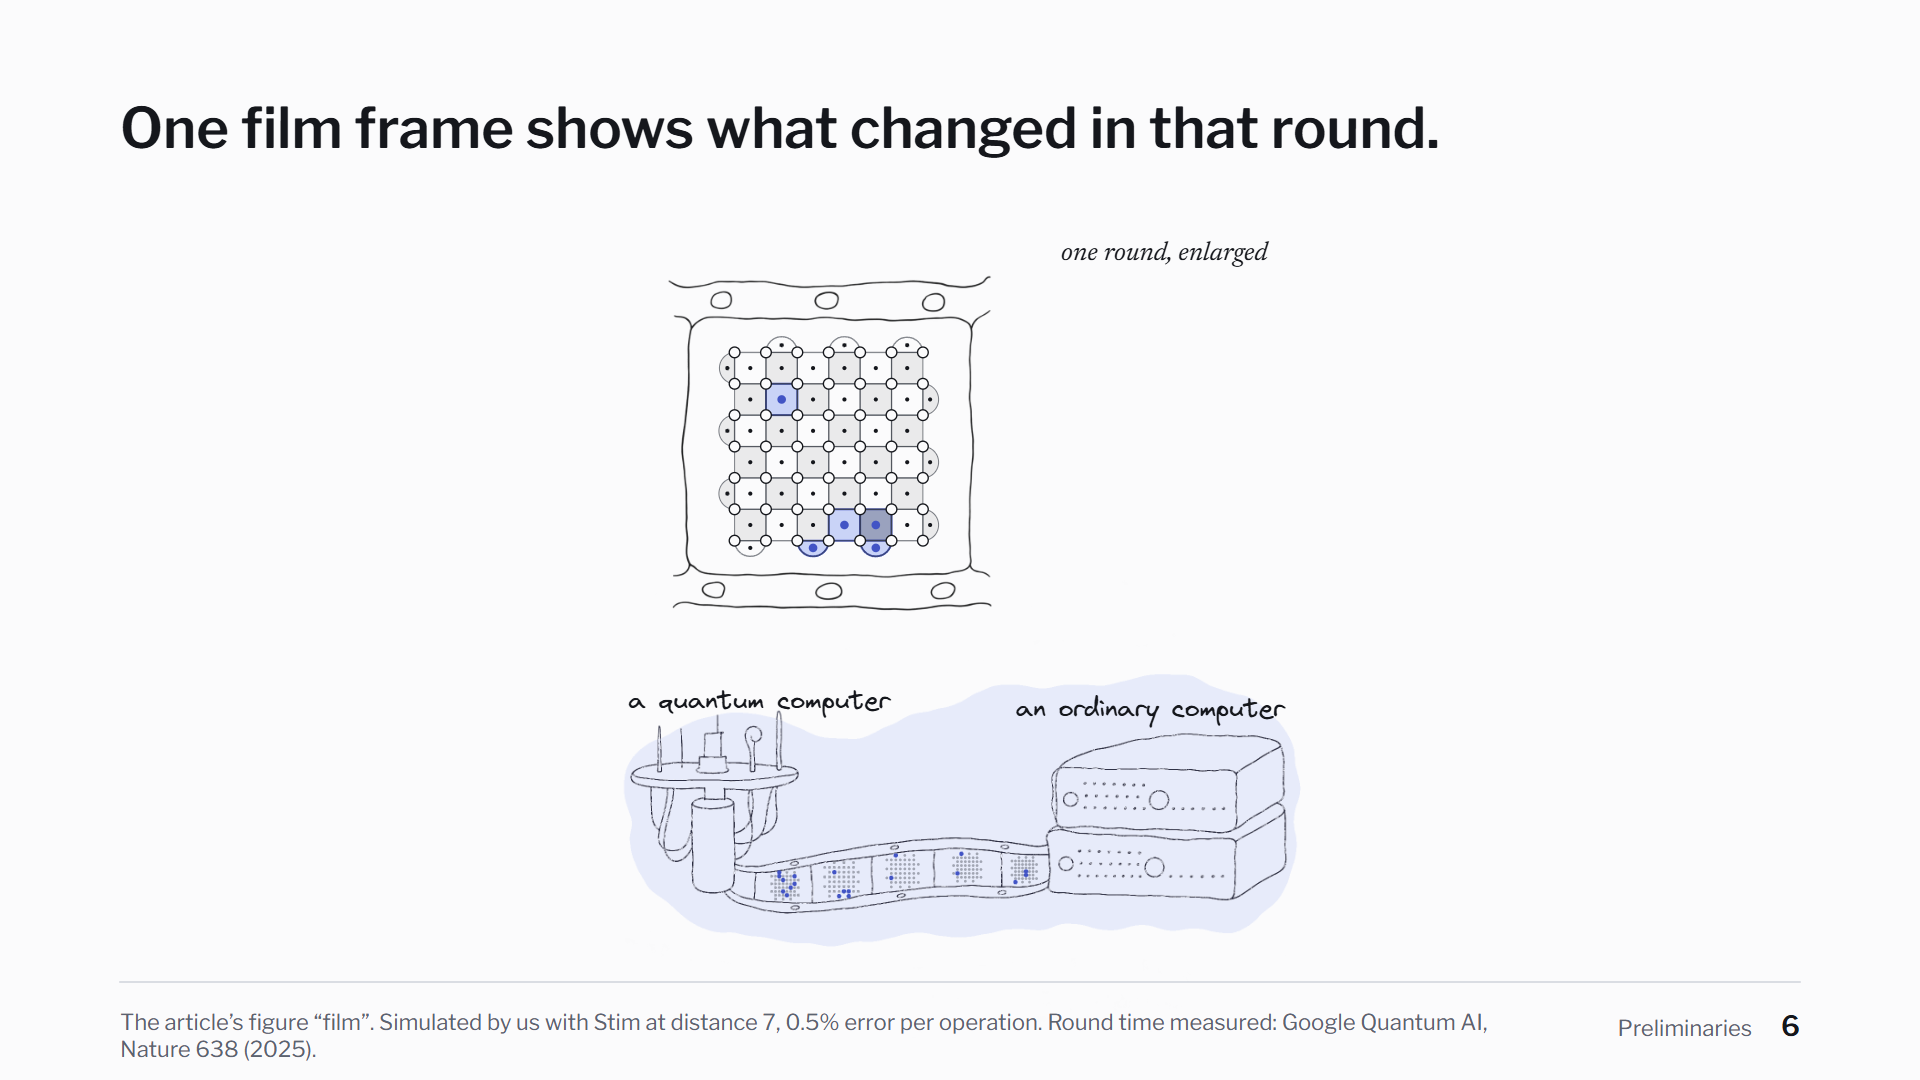 One film frame shows what changed in that round.
one round, enlarged
a quantum computer
an ordinary computer
The article’s figure “film”. Simulated by us with Stim at distance 7, 0.5% error per operation. Round time measured: Google Quantum AI,
Nature 638 (2025).
Preliminaries 6